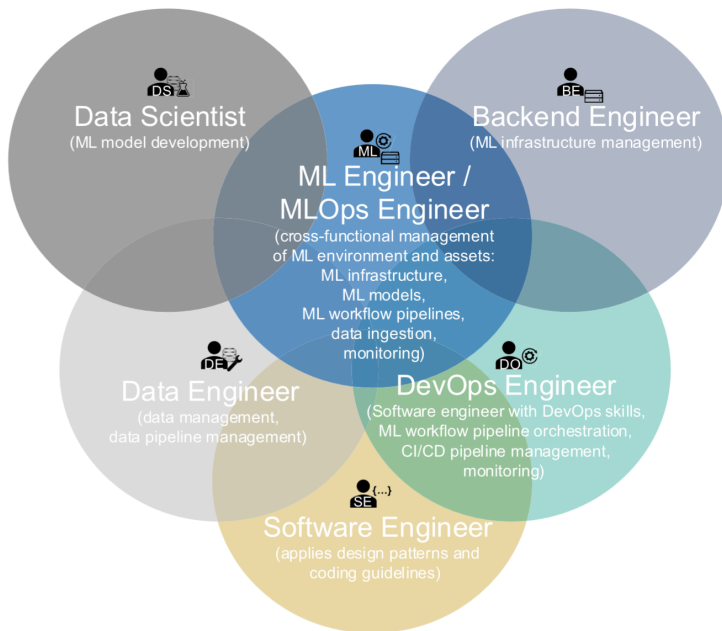 DS
Data Scientist
(ML model development)
BE
Backend Engineer
(ML infrastructure management)
ML
ML Engineer /
MLOps Engineer
(cross-functional management
of ML environment and assets:
ML infrastructure,
ML models,
ML workflow pipelines,
data ingestion,
monitoring)
DE
Data Engineer
(data management,
data pipeline management)
DO
DevOps Engineer
(Software engineer with DevOps skills,
ML workflow pipeline orchestration,
CI/CD pipeline management,
monitoring)
SE {...}
Software Engineer
(applies design patterns and
coding guidelines)